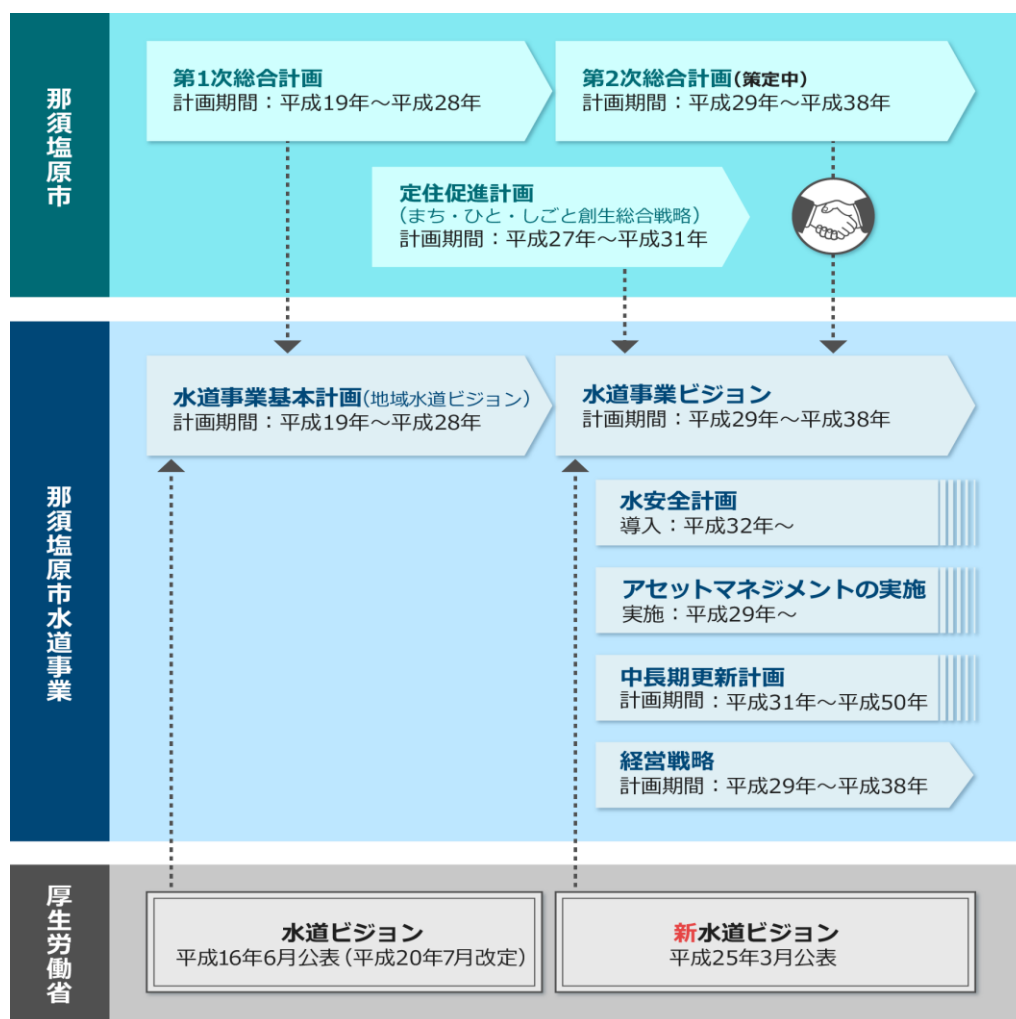 那須塩原市
第1次総合計画
計画期間：平成19年～平成28年
第2次総合計画(策定中)
計画期間：平成29年～平成38年
定住促進計画
（まち・ひと・しごと創生総合戦略）
計画期間：平成27年～平成31年
那須塩原市水道事業
水道事業基本計画(地域水道ビジョン)
計画期間：平成19年～平成28年
水道事業ビジョン
計画期間：平成29年～平成38年
水安全計画
導入：平成32年～
アセットマネジメントの実施
実施：平成29年～
中長期更新計画
計画期間：平成31年～平成50年
経営戦略
計画期間：平成29年～平成38年
厚生労働省
水道ビジョン
平成16年6月公表（平成20年7月改定）
新水道ビジョン
平成25年3月公表